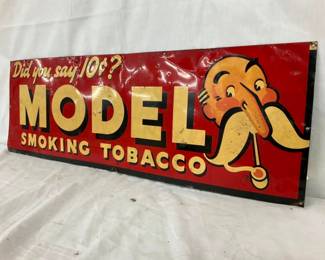 Did you say 10¢?
MODEL
SMOKING TOBACCO